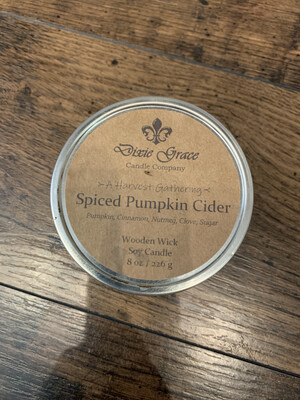 Dixie Grace
Candle Company
~A Harvest Gathering~
Spiced Pumpkin Cider
Pumpkin, Cinnamon, Nutmeg, Clove, Sugar
Wooden Wick
Soy Candle
8 oz. / 226 g